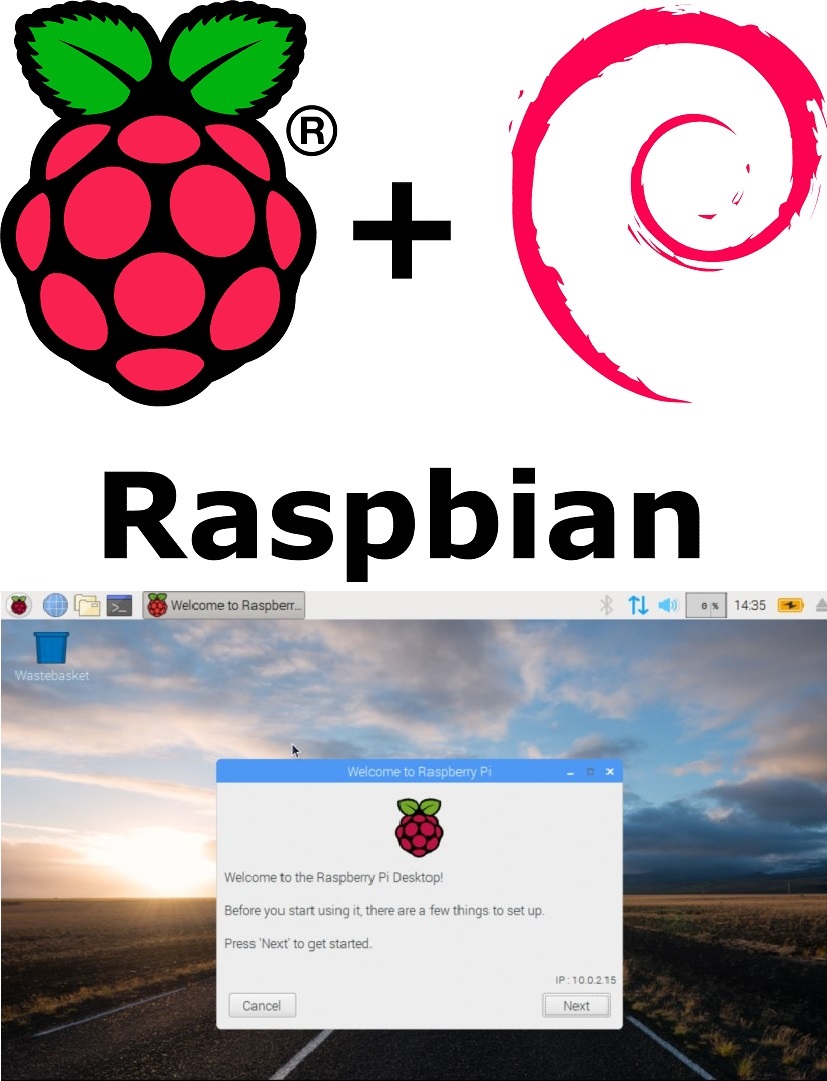 ®
+
Raspbian
>_
Welcome to Raspberr...
0 %
14:35
Wastebasket
Welcome to Raspberry Pi
Welcome to the Raspberry Pi Desktop!
Before you start using it, there are a few things to set up.
Press 'Next' to get started.
IP : 10.0.2.15
Cancel
Next